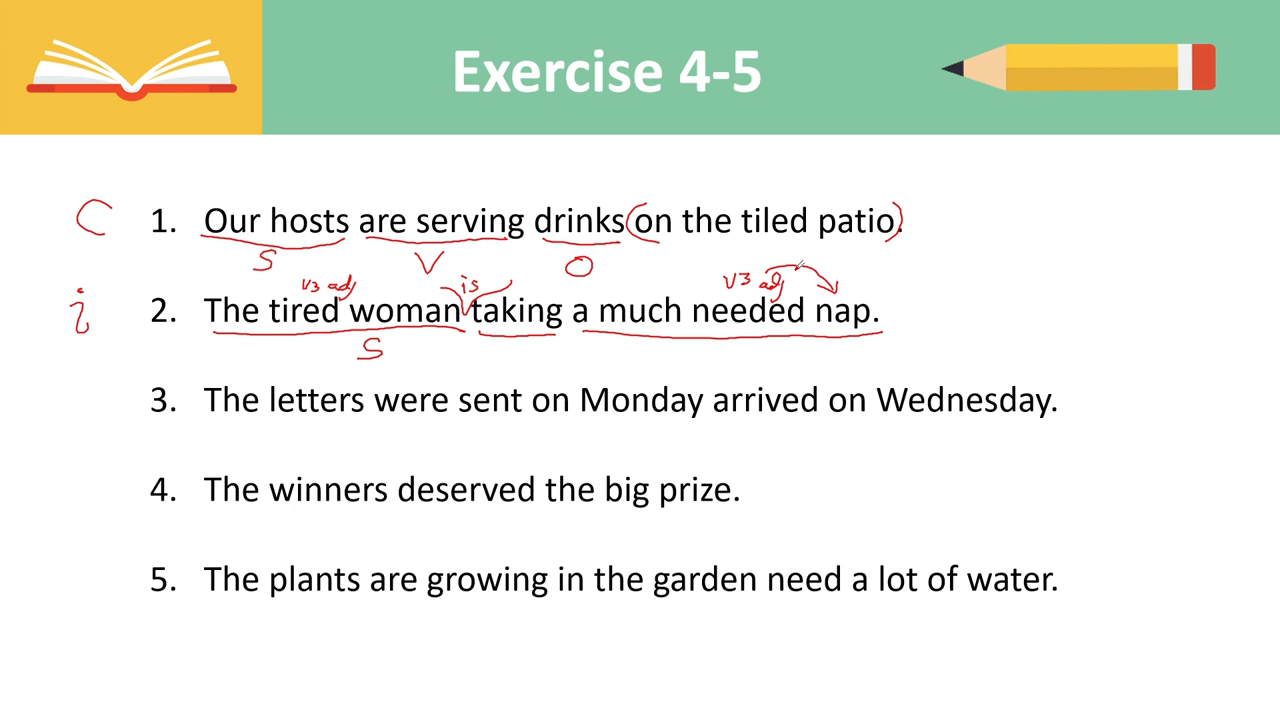 Exercise 4-5
C 1. Our hosts are serving drinks (on the tiled patio).
S V O
V3 adj is V3 adj
i 2. The tired woman taking a much needed nap.
S
3. The letters were sent on Monday arrived on Wednesday.
4. The winners deserved the big prize.
5. The plants are growing in the garden need a lot of water.